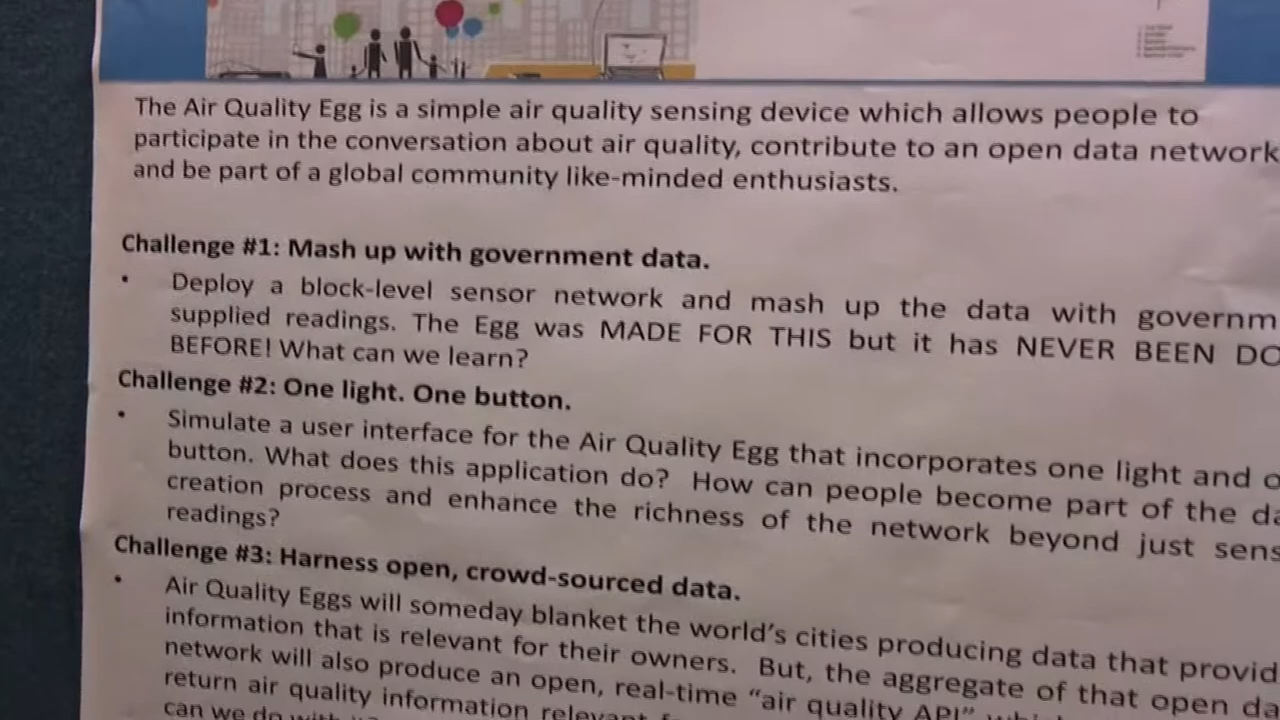 The Air Quality Egg is a simple air quality sensing device which allows people to
participate in the conversation about air quality, contribute to an open data network
and be part of a global community like-minded enthusiasts.
Challenge #1: Mash up with government data.
• Deploy a block-level sensor network and mash up the data with governm
supplied readings. The Egg was MADE FOR THIS but it has NEVER BEEN DO
BEFORE! What can we learn?
Challenge #2: One light. One button.
• Simulate a user interface for the Air Quality Egg that incorporates one light and o
button. What does this application do? How can people become part of the da
creation process and enhance the richness of the network beyond just sens
readings?
Challenge #3: Harness open, crowd-sourced data.
• Air Quality Eggs will someday blanket the world's cities producing data that provid
information that is relevant for their owners. But, the aggregate of that open da
network will also produce an open, real-time "air quality API"
return air quality information relevant
can we do with